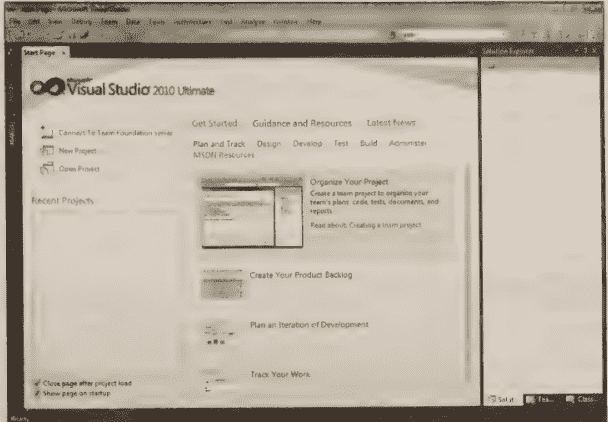 Start Page
Solution Explorer
Visual Studio 2010 Ultimate
Connect To Team Foundation Server
New Project
Open Project
Recent Projects
Get Started Guidance and Resources Latest News
Plan and Track Design Develop Test Build Administer
MSDN Resources
Organize Your Project
Create a team project to organize your
team's plans, code, tests, documents, and
reports.
Read about: Creating a team project
Create Your Product Backlog
Plan an Iteration of Development
Track Your Work
Close page after project load
Show page on startup
Class...
Ready